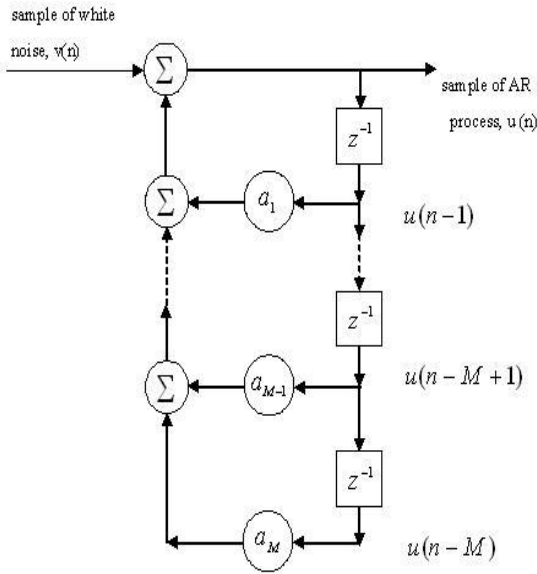 sample of white
noise, v(n)
Σ
sample of AR
process, u(n)
z⁻¹
Σ
a₁
u(n-1)
z⁻¹
Σ
a_{M-1}
u(n-M+1)
z⁻¹
a_M
u(n-M)